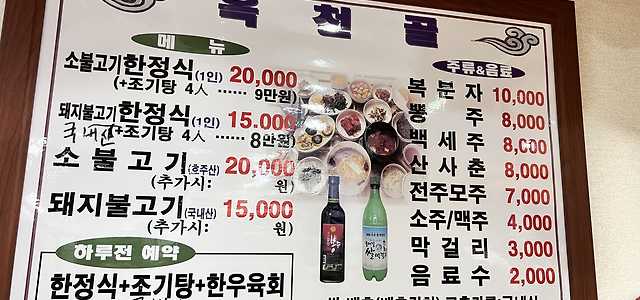 옥천골
메뉴
소불고기한정식(1인) 20,000
(+조기탕 4人 ...... 9만원)
돼지불고기한정식(1인) 15.000
국내산(+조기탕 4人 ...... 8만원)
소불고기(호주산) 20,000
(추가시: 원)
돼지불고기(국내산) 15,000
(추가시: 원)
하루전 예약
한정식+조기탕+한우육회
주류&음료
복분자 10,000
뽕주 8,000
백세주 8,000
산사춘 8,000
전주모주 7,000
소주/맥주 4,000
막걸리 3,000
음료수 2,000